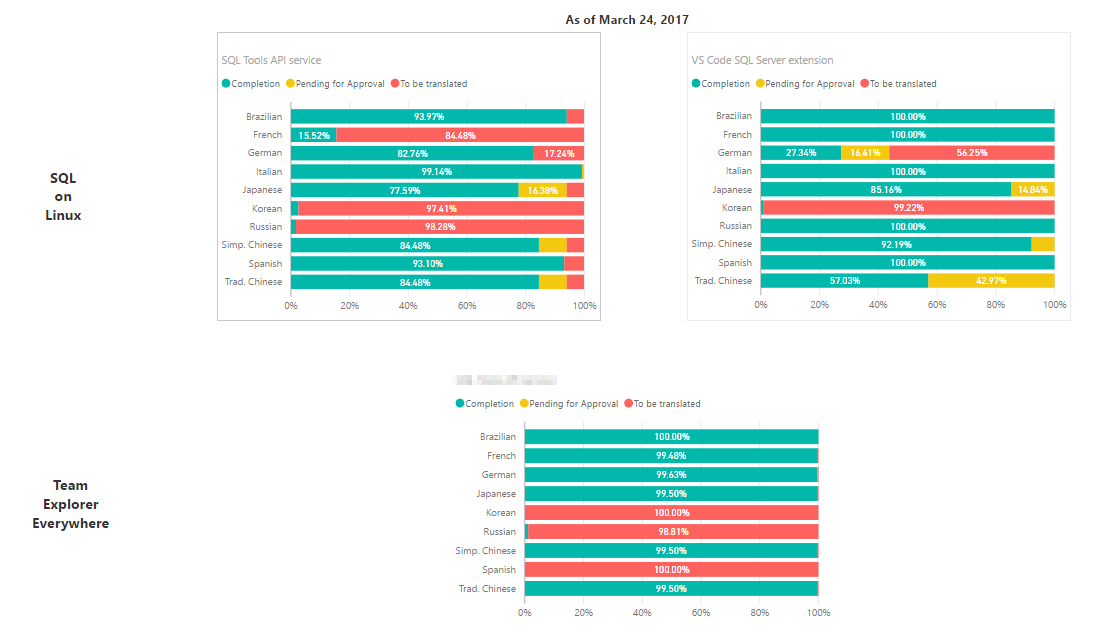 As of March 24, 2017
SQL
on
Linux
SQL Tools API service
Completion Pending for Approval To be translated
Brazilian 93.97%
French 15.52% 84.48%
German 82.76% 17.24%
Italian 99.14%
Japanese 77.59% 16.38%
Korean 97.41%
Russian 98.28%
Simp. Chinese 84.48%
Spanish 93.10%
Trad. Chinese 84.48%
0% 20% 40% 60% 80% 100%
VS Code SQL Server extension
Completion Pending for Approval To be translated
Brazilian 100.00%
French 100.00%
German 27.34% 16.41% 56.25%
Italian 100.00%
Japanese 85.16% 14.84%
Korean 99.22%
Russian 100.00%
Simp. Chinese 92.19%
Spanish 100.00%
Trad. Chinese 57.03% 42.97%
0% 20% 40% 60% 80% 100%
Team
Explorer
Everywhere
Completion Pending for Approval To be translated
Brazilian 100.00%
French 99.48%
German 99.63%
Japanese 99.50%
Korean 100.00%
Russian 98.81%
Simp. Chinese 99.50%
Spanish 100.00%
Trad. Chinese 99.50%
0% 20% 40% 60% 80% 100%